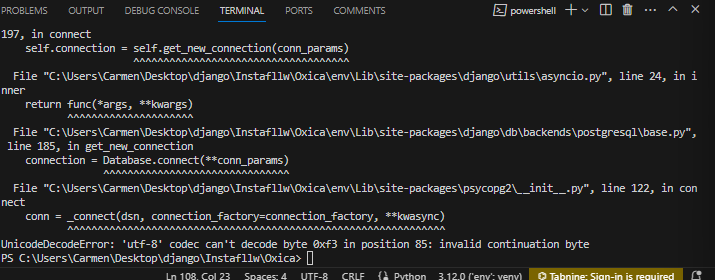 PROBLEMS OUTPUT DEBUG CONSOLE TERMINAL PORTS COMMENTS powershell
197, in connect
self.connection = self.get_new_connection(conn_params)
^^^^^^^^^^^^^^^^^^^^^^^^^^^^^^^^^^^
File "C:\Users\Carmen\Desktop\django\Instafllw\Oxica\env\Lib\site-packages\django\utils\asyncio.py", line 24, in i
nner
return func(*args, **kwargs)
^^^^^^^^^^^^^^^^^^^^^
File "C:\Users\Carmen\Desktop\django\Instafllw\Oxica\env\Lib\site-packages\django\db\backends\postgresql\base.py",
line 185, in get_new_connection
connection = Database.connect(**conn_params)
^^^^^^^^^^^^^^^^^^^^^^^^^^^^^^^
File "C:\Users\Carmen\Desktop\django\Instafllw\Oxica\env\Lib\site-packages\psycopg2\__init__.py", line 122, in con
nect
conn = _connect(dsn, connection_factory=connection_factory, **kwasync)
^^^^^^^^^^^^^^^^^^^^^^^^^^^^^^^^^^^^^^^^^^^^^^^^^^^^^^^^^^^^^^^
UnicodeDecodeError: 'utf-8' codec can't decode byte 0xf3 in position 85: invalid continuation byte
PS C:\Users\Carmen\Desktop\django\Instafllw\Oxica>
Ln 108, Col 23 Spaces: 4 UTF-8 CRLF Python 3.12.0 ('env': venv) Tabnine: Sign-in is required